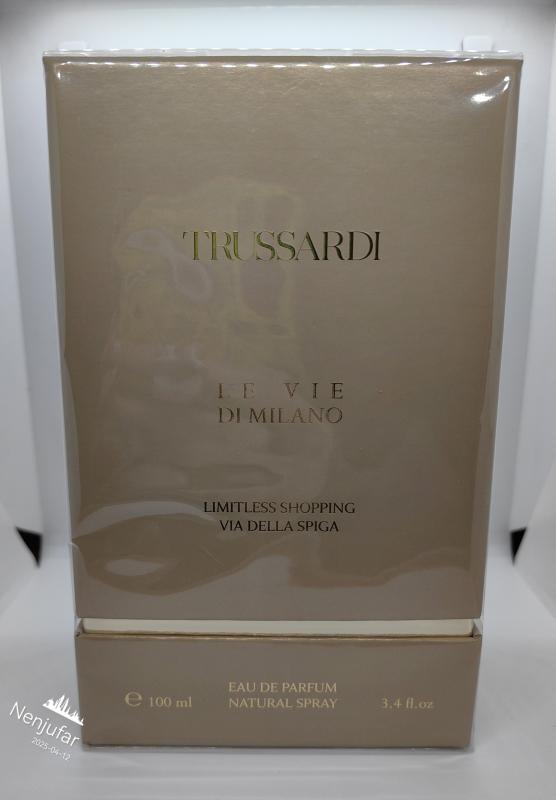 TRUSSARDI
LE VIE
DI MILANO
LIMITLESS SHOPPING
VIA DELLA SPIGA
EAU DE PARFUM
℮ 100 ml NATURAL SPRAY 3.4 fl.oz
Nenjufar
2025-04-12